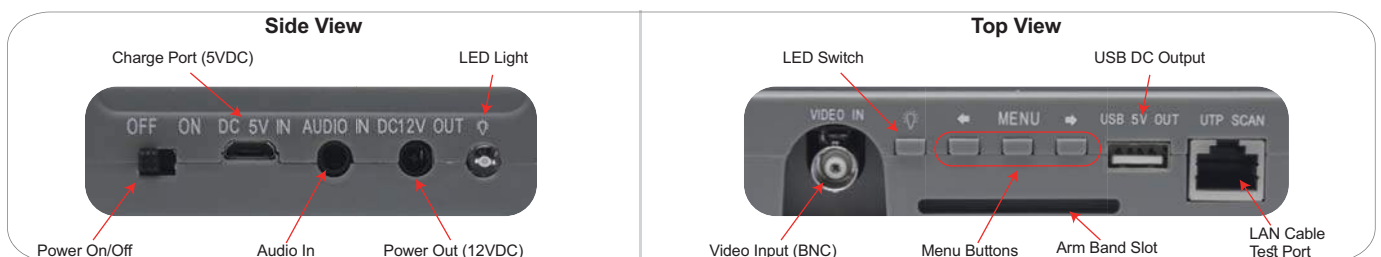 Side View
Charge Port (5VDC)
LED Light
OFF ON DC 5V IN AUDIO IN DC12V OUT
Power On/Off
Audio In
Power Out (12VDC)
Top View
LED Switch
USB DC Output
VIDEO IN
MENU
USB 5V OUT
UTP SCAN
Video Input (BNC)
Menu Buttons
Arm Band Slot
LAN Cable
Test Port